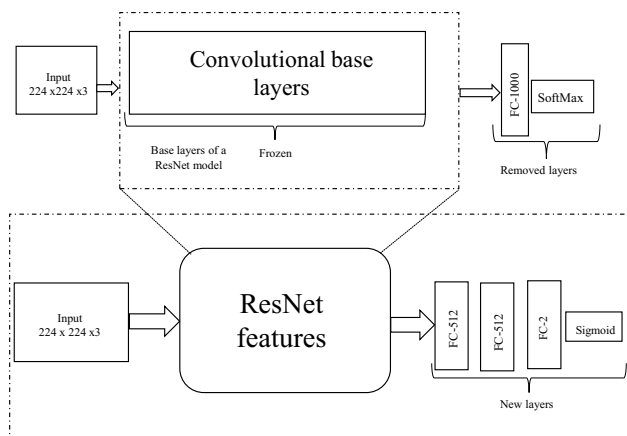 Input
224 x224 x3
Convolutional base
layers
FC-1000
SoftMax
Base layers of a
ResNet model
Frozen
Removed layers
Input
224 x 224 x3
ResNet
features
FC-512
FC-512
FC-2
Sigmoid
New layers